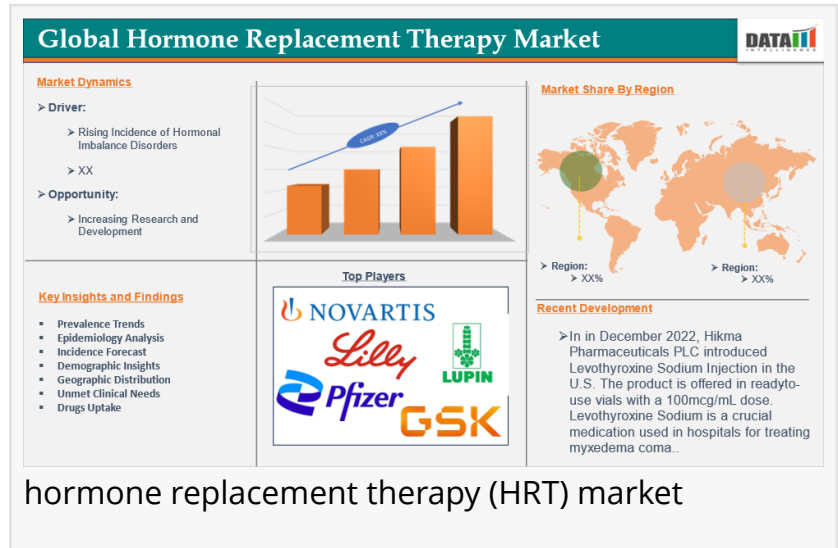 Global Hormone Replacement Therapy Market
DATAM
INTELLIGENCE
Market Dynamics
➢ Driver:
➢ Rising Incidence of Hormonal
Imbalance Disorders
➢ XX
➢ Opportunity:
➢ Increasing Research and
Development
CAGR: XX%
Market Share By Region
➢ Region:
➢ XX%
➢ Region:
➢ XX%
Key Insights and Findings
▪ Prevalence Trends
▪ Epidemiology Analysis
▪ Incidence Forecast
▪ Demographic Insights
▪ Geographic Distribution
▪ Unmet Clinical Needs
▪ Drugs Uptake
Top Players
NOVARTIS
Lilly
LUPIN
Pfizer
GSK
Recent Development
➢In in December 2022, Hikma
Pharmaceuticals PLC introduced
Levothyroxine Sodium Injection in the
U.S. The product is offered in readyto-
use vials with a 100mcg/mL dose.
Levothyroxine Sodium is a crucial
medication used in hospitals for treating
myxedema coma..
hormone replacement therapy (HRT) market